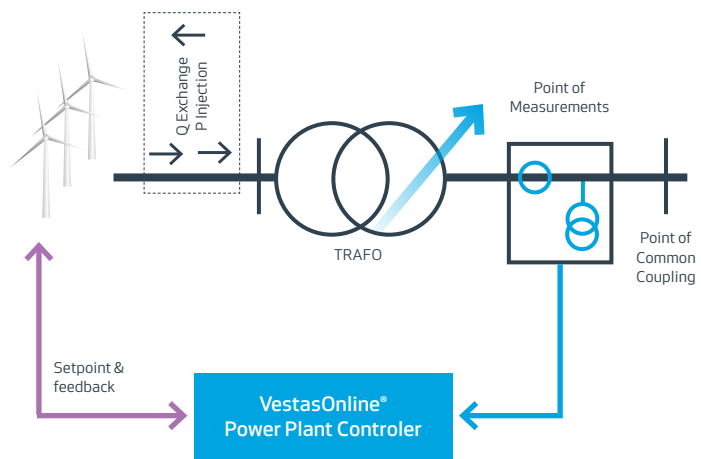 Q Exchange
P Injection
Point of
Measurements
TRAFO
Point of
Common
Coupling
Setpoint &
feedback
VestasOnline®
Power Plant Controler